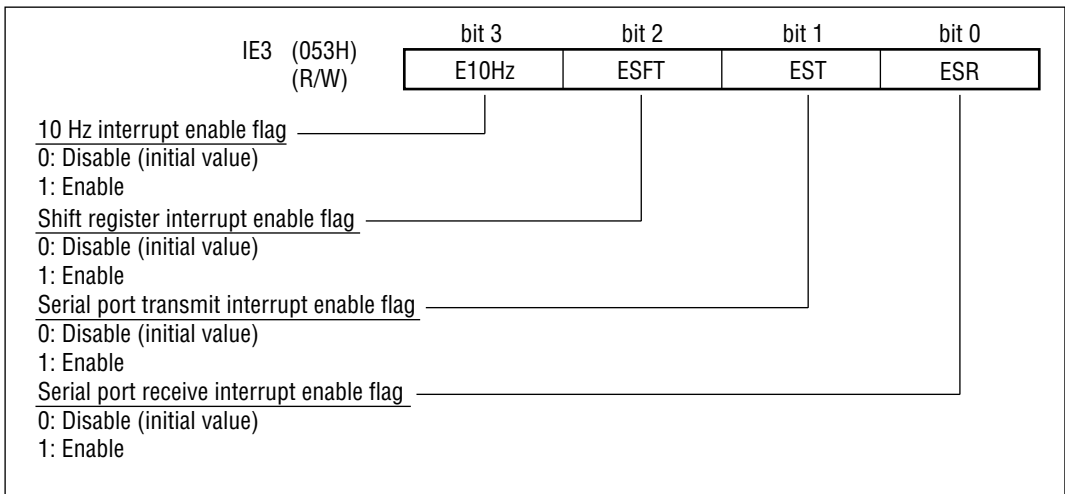 bit 3 bit 2 bit 1 bit 0
IE3 (053H)
(R/W)
E10Hz ESFT EST ESR
10 Hz interrupt enable flag
0: Disable (initial value)
1: Enable
Shift register interrupt enable flag
0: Disable (initial value)
1: Enable
Serial port transmit interrupt enable flag
0: Disable (initial value)
1: Enable
Serial port receive interrupt enable flag
0: Disable (initial value)
1: Enable